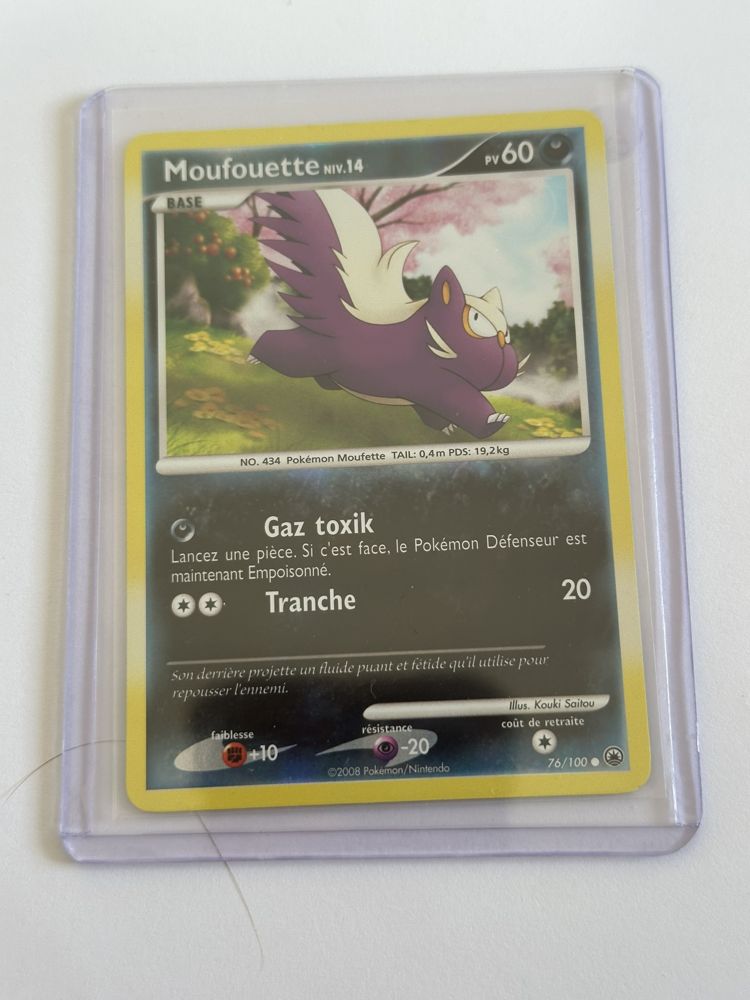 Moufouette NIV.14 PV 60
BASE
NO. 434 Pokémon Moufette TAIL: 0,4m PDS: 19,2kg
Gaz toxik
Lancez une pièce. Si c'est face, le Pokémon Défenseur est
maintenant Empoisonné.
Tranche 20
Son derrière projette un fluide puant et fétide qu'il utilise pour
repousser l'ennemi.
Illus. Kouki Saitou
faiblesse résistance coût de retraite
+10 -20
©2008 Pokémon/Nintendo 76/100